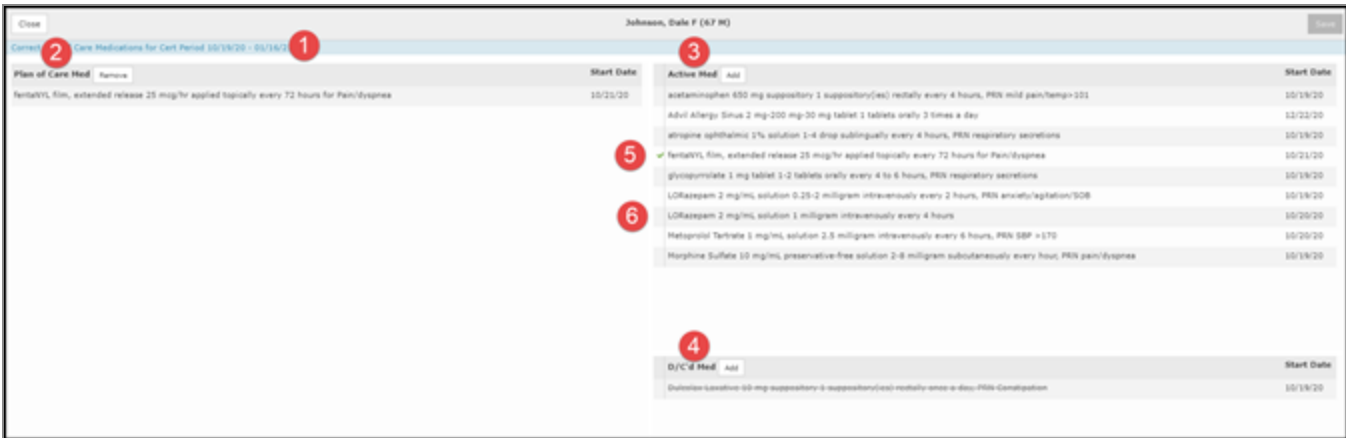 Close
Johnson, Dale F (67 M)
Save
Correct Care Medications for Cert Period 10/19/20 - 01/16/2
1
2
3
Plan of Care Med Remove Start Date
fentaNYL film, extended release 25 mcg/hr applied topically every 72 hours for Pain/dyspnea 10/21/20
Active Med Add Start Date
acetaminophen 650 mg suppository 1 suppository(ies) rectally every 4 hours, PRN mild pain/temp>101 10/19/20
Advil Allergy Sinus 2 mg-200 mg-30 mg tablet 1 tablets orally 3 times a day 12/22/20
atropine ophthalmic 1% solution 1-4 drop sublingually every 4 hours, PRN respiratory secretions 10/19/20
5
fentaNYL film, extended release 25 mcg/hr applied topically every 72 hours for Pain/dyspnea 10/21/20
glycopyrrolate 1 mg tablet 1-2 tablets orally every 4 to 6 hours, PRN respiratory secretions 10/19/20
LORazepam 2 mg/mL solution 0.25-2 milligram intravenously every 2 hours, PRN anxiety/agitation/SOB 10/19/20
6
LORazepam 2 mg/mL solution 1 milligram intravenously every 4 hours 10/20/20
Metoprolol Tartrate 1 mg/mL solution 2.5 milligram intravenously every 6 hours, PRN SBP >170 10/20/20
Morphine Sulfate 10 mg/mL preservative-free solution 2-8 milligram subcutaneously every hour, PRN pain/dyspnea 10/19/20
4
D/C'd Med Add Start Date
Dulcolax Laxative 10 mg suppository 1 suppository(ies) rectally once a day, PRN Constipation 10/19/20